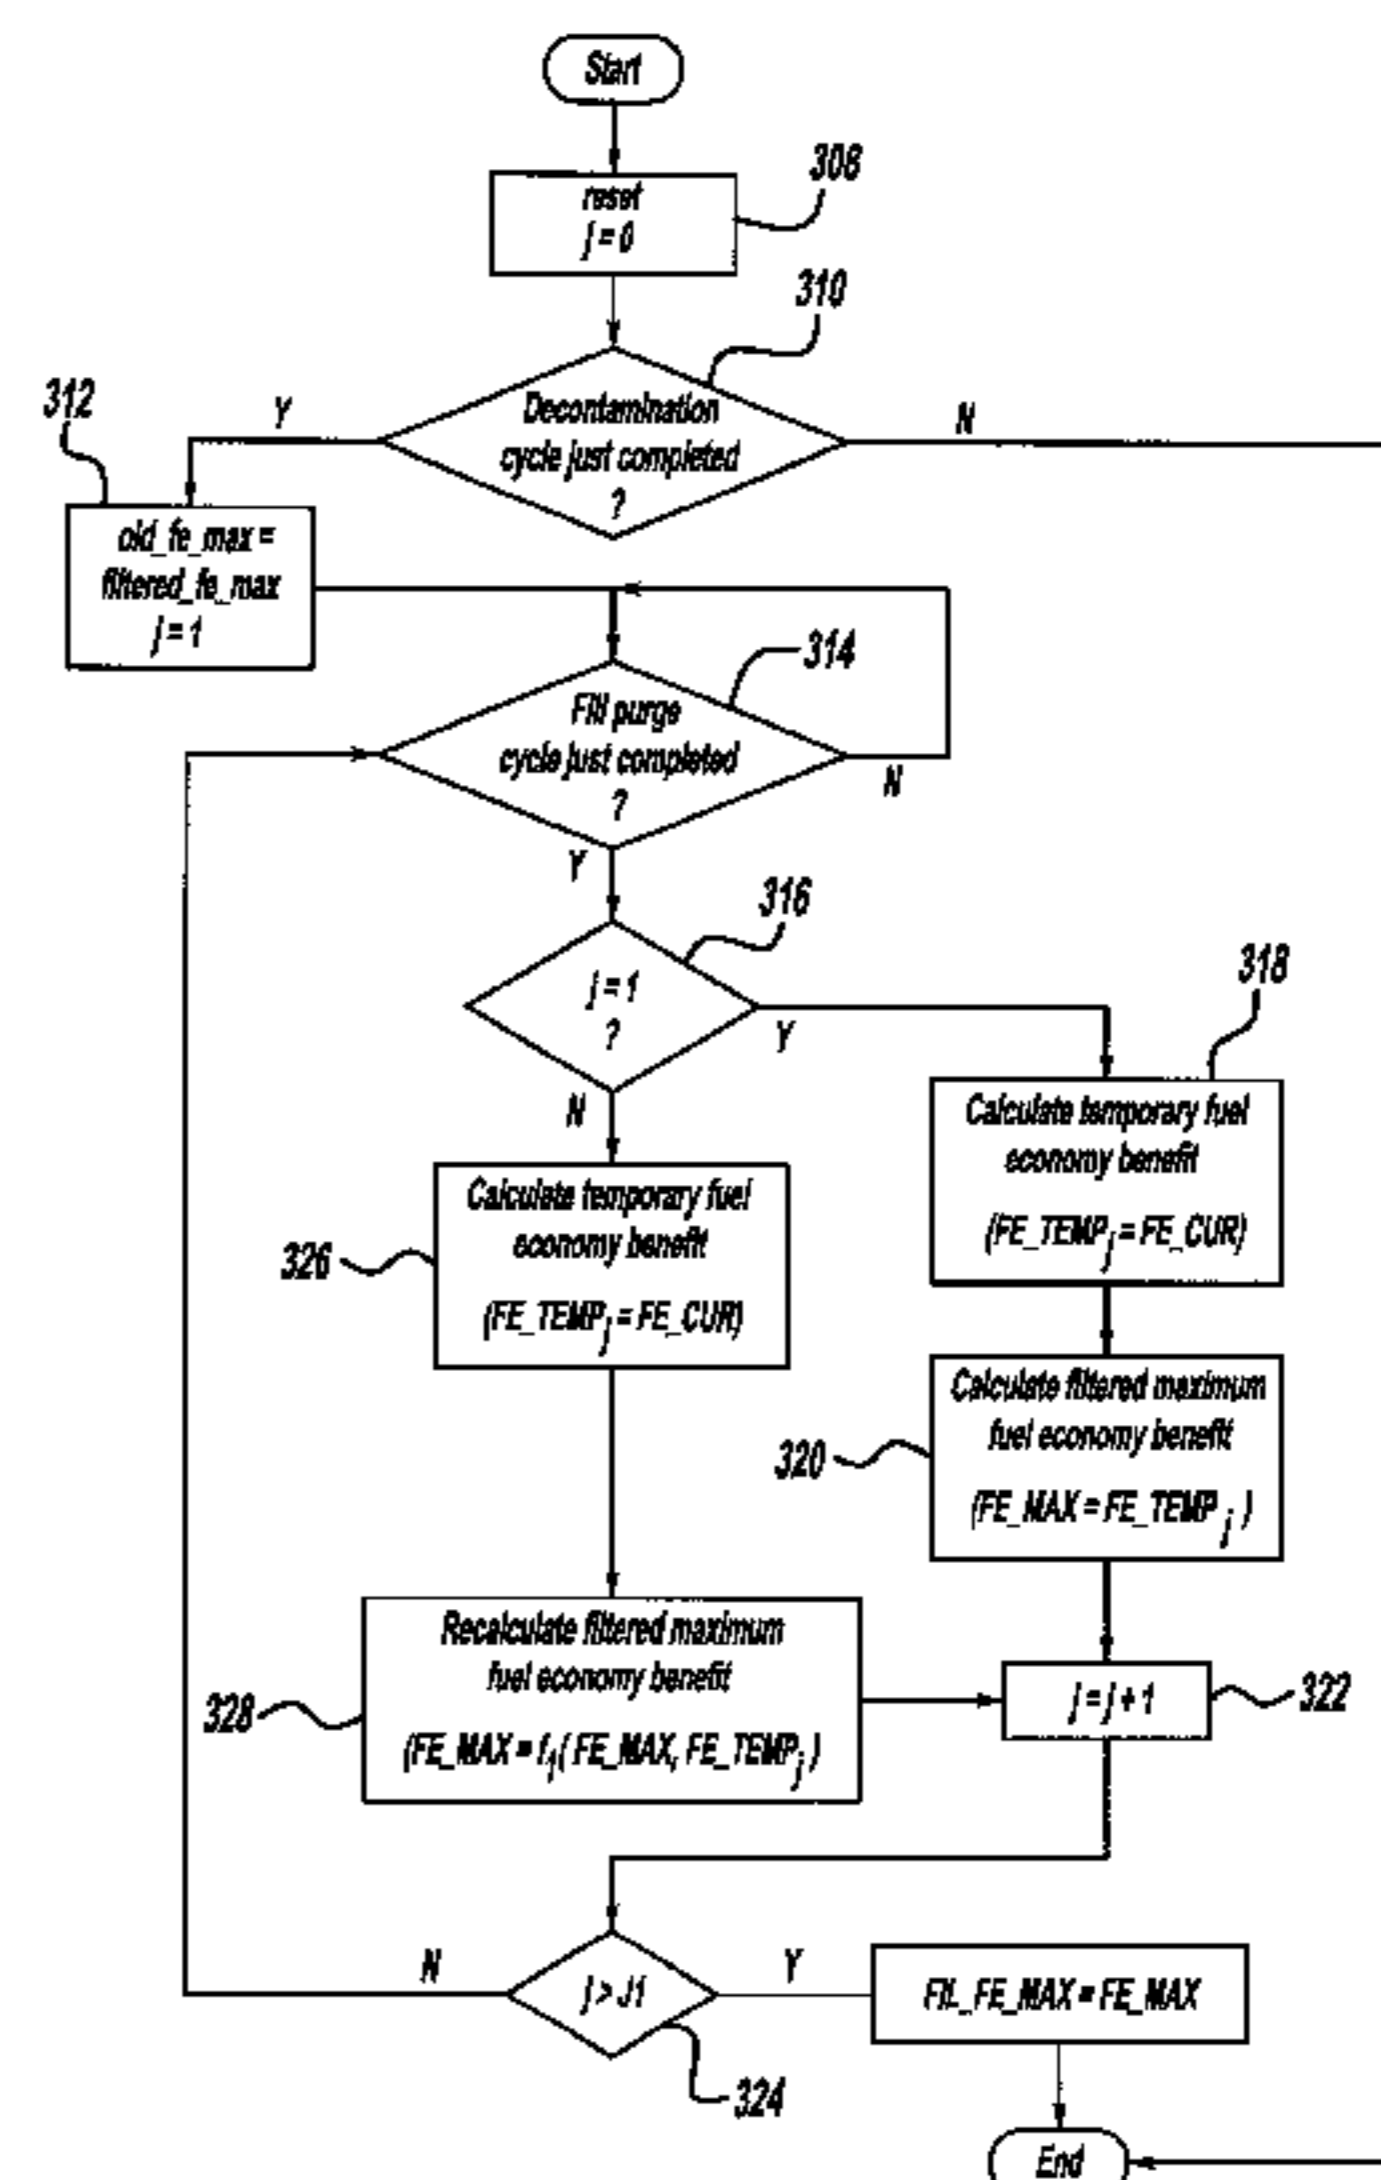 Start
308
reset
j = 0
310
Decontamination
cycle just completed
?
Y
N
312
old_fe_max =
filtered_fe_max
j = 1
314
Fill purge
cycle just completed
?
N
Y
316
j = 1
?
Y
N
318
Calculate temporary fuel
economy benefit
(FE_TEMPj = FE_CUR)
326
Calculate temporary fuel
economy benefit
(FE_TEMPj = FE_CUR)
320
Calculate filtered maximum
fuel economy benefit
(FE_MAX = FE_TEMP j )
328
Recalculate filtered maximum
fuel economy benefit
(FE_MAX = f1( FE_MAX, FE_TEMPj )
j = j + 1
322
N
j > J1
Y
FIL_FE_MAX = FE_MAX
324
End